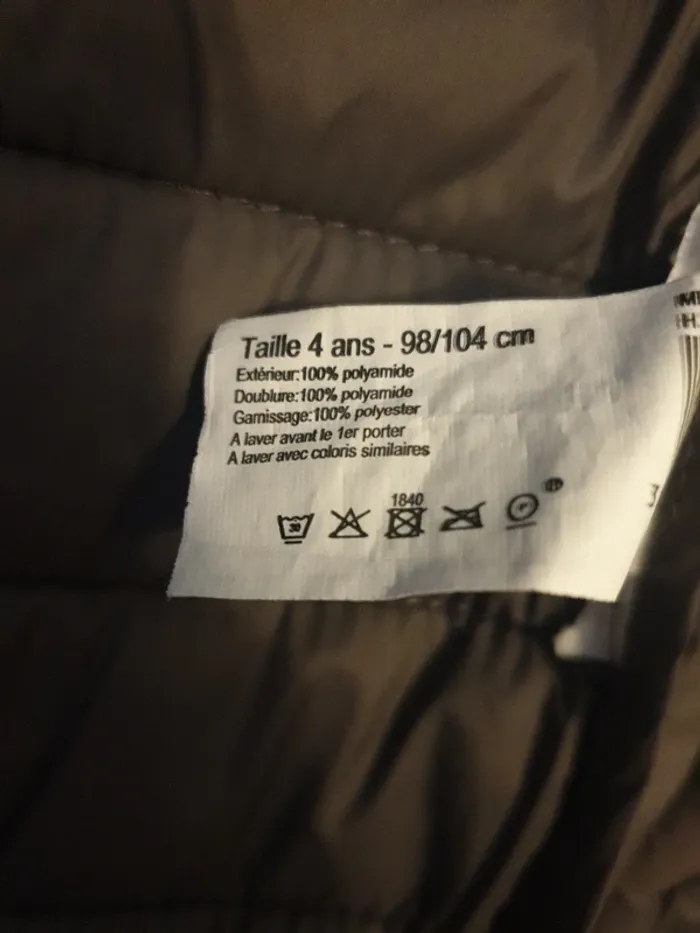 Taille 4 ans - 98/104 cm
Extérieur:100% polyamide
Doublure:100% polyamide
Garnissage:100% polyester
A laver avant le 1er porter
A laver avec coloris similaires
1840
30
P